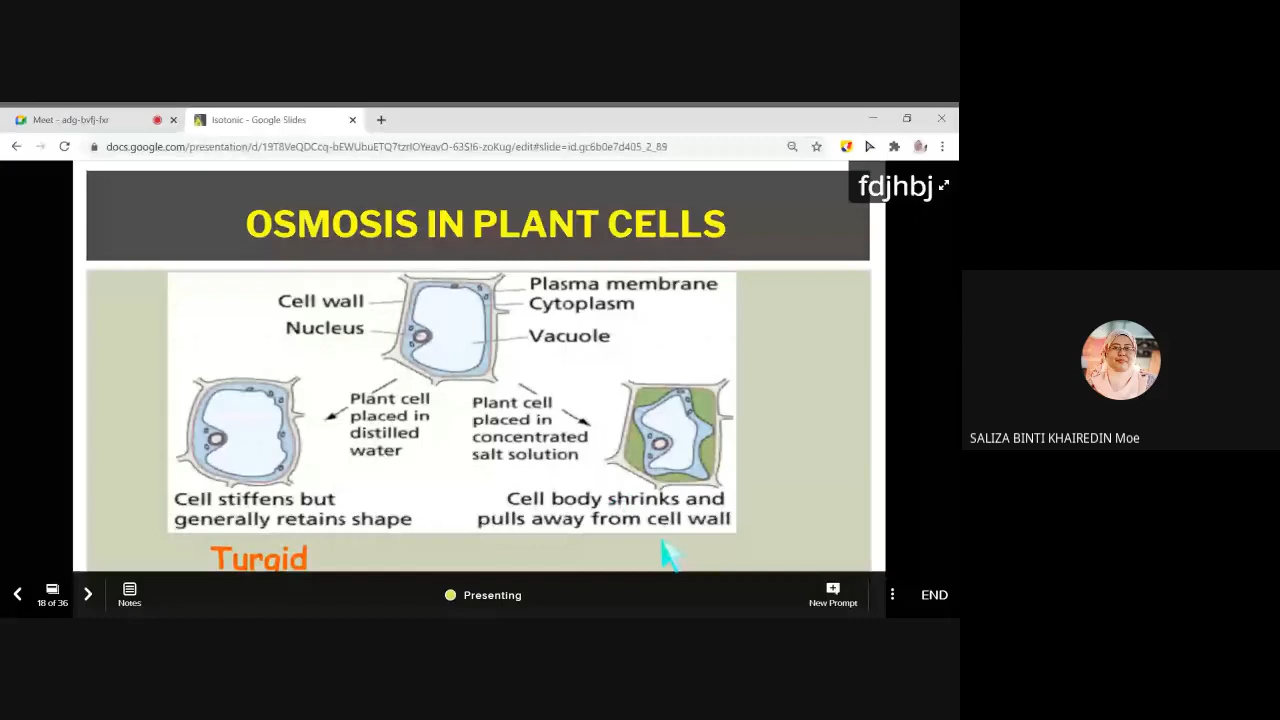 Meet - adg-bvfj-fxr
Isotonic - Google Slides
docs.google.com/presentation/d/19T8VeQDCcq-bEWUbuETQ7tzrIOYeavO-63SI6-zoKug/edit#slide=id.gc6b0e7d405_2_89
fdjhbj
OSMOSIS IN PLANT CELLS
Cell wall
Nucleus
Plasma membrane
Cytoplasm
Vacuole
Plant cell
placed in
distilled
water
Plant cell
placed in
concentrated
salt solution
Cell stiffens but
generally retains shape
Cell body shrinks and
pulls away from cell wall
Turgid
18 of 36
Notes
Presenting
New Prompt
END
SALIZA BINTI KHAIREDIN Moe